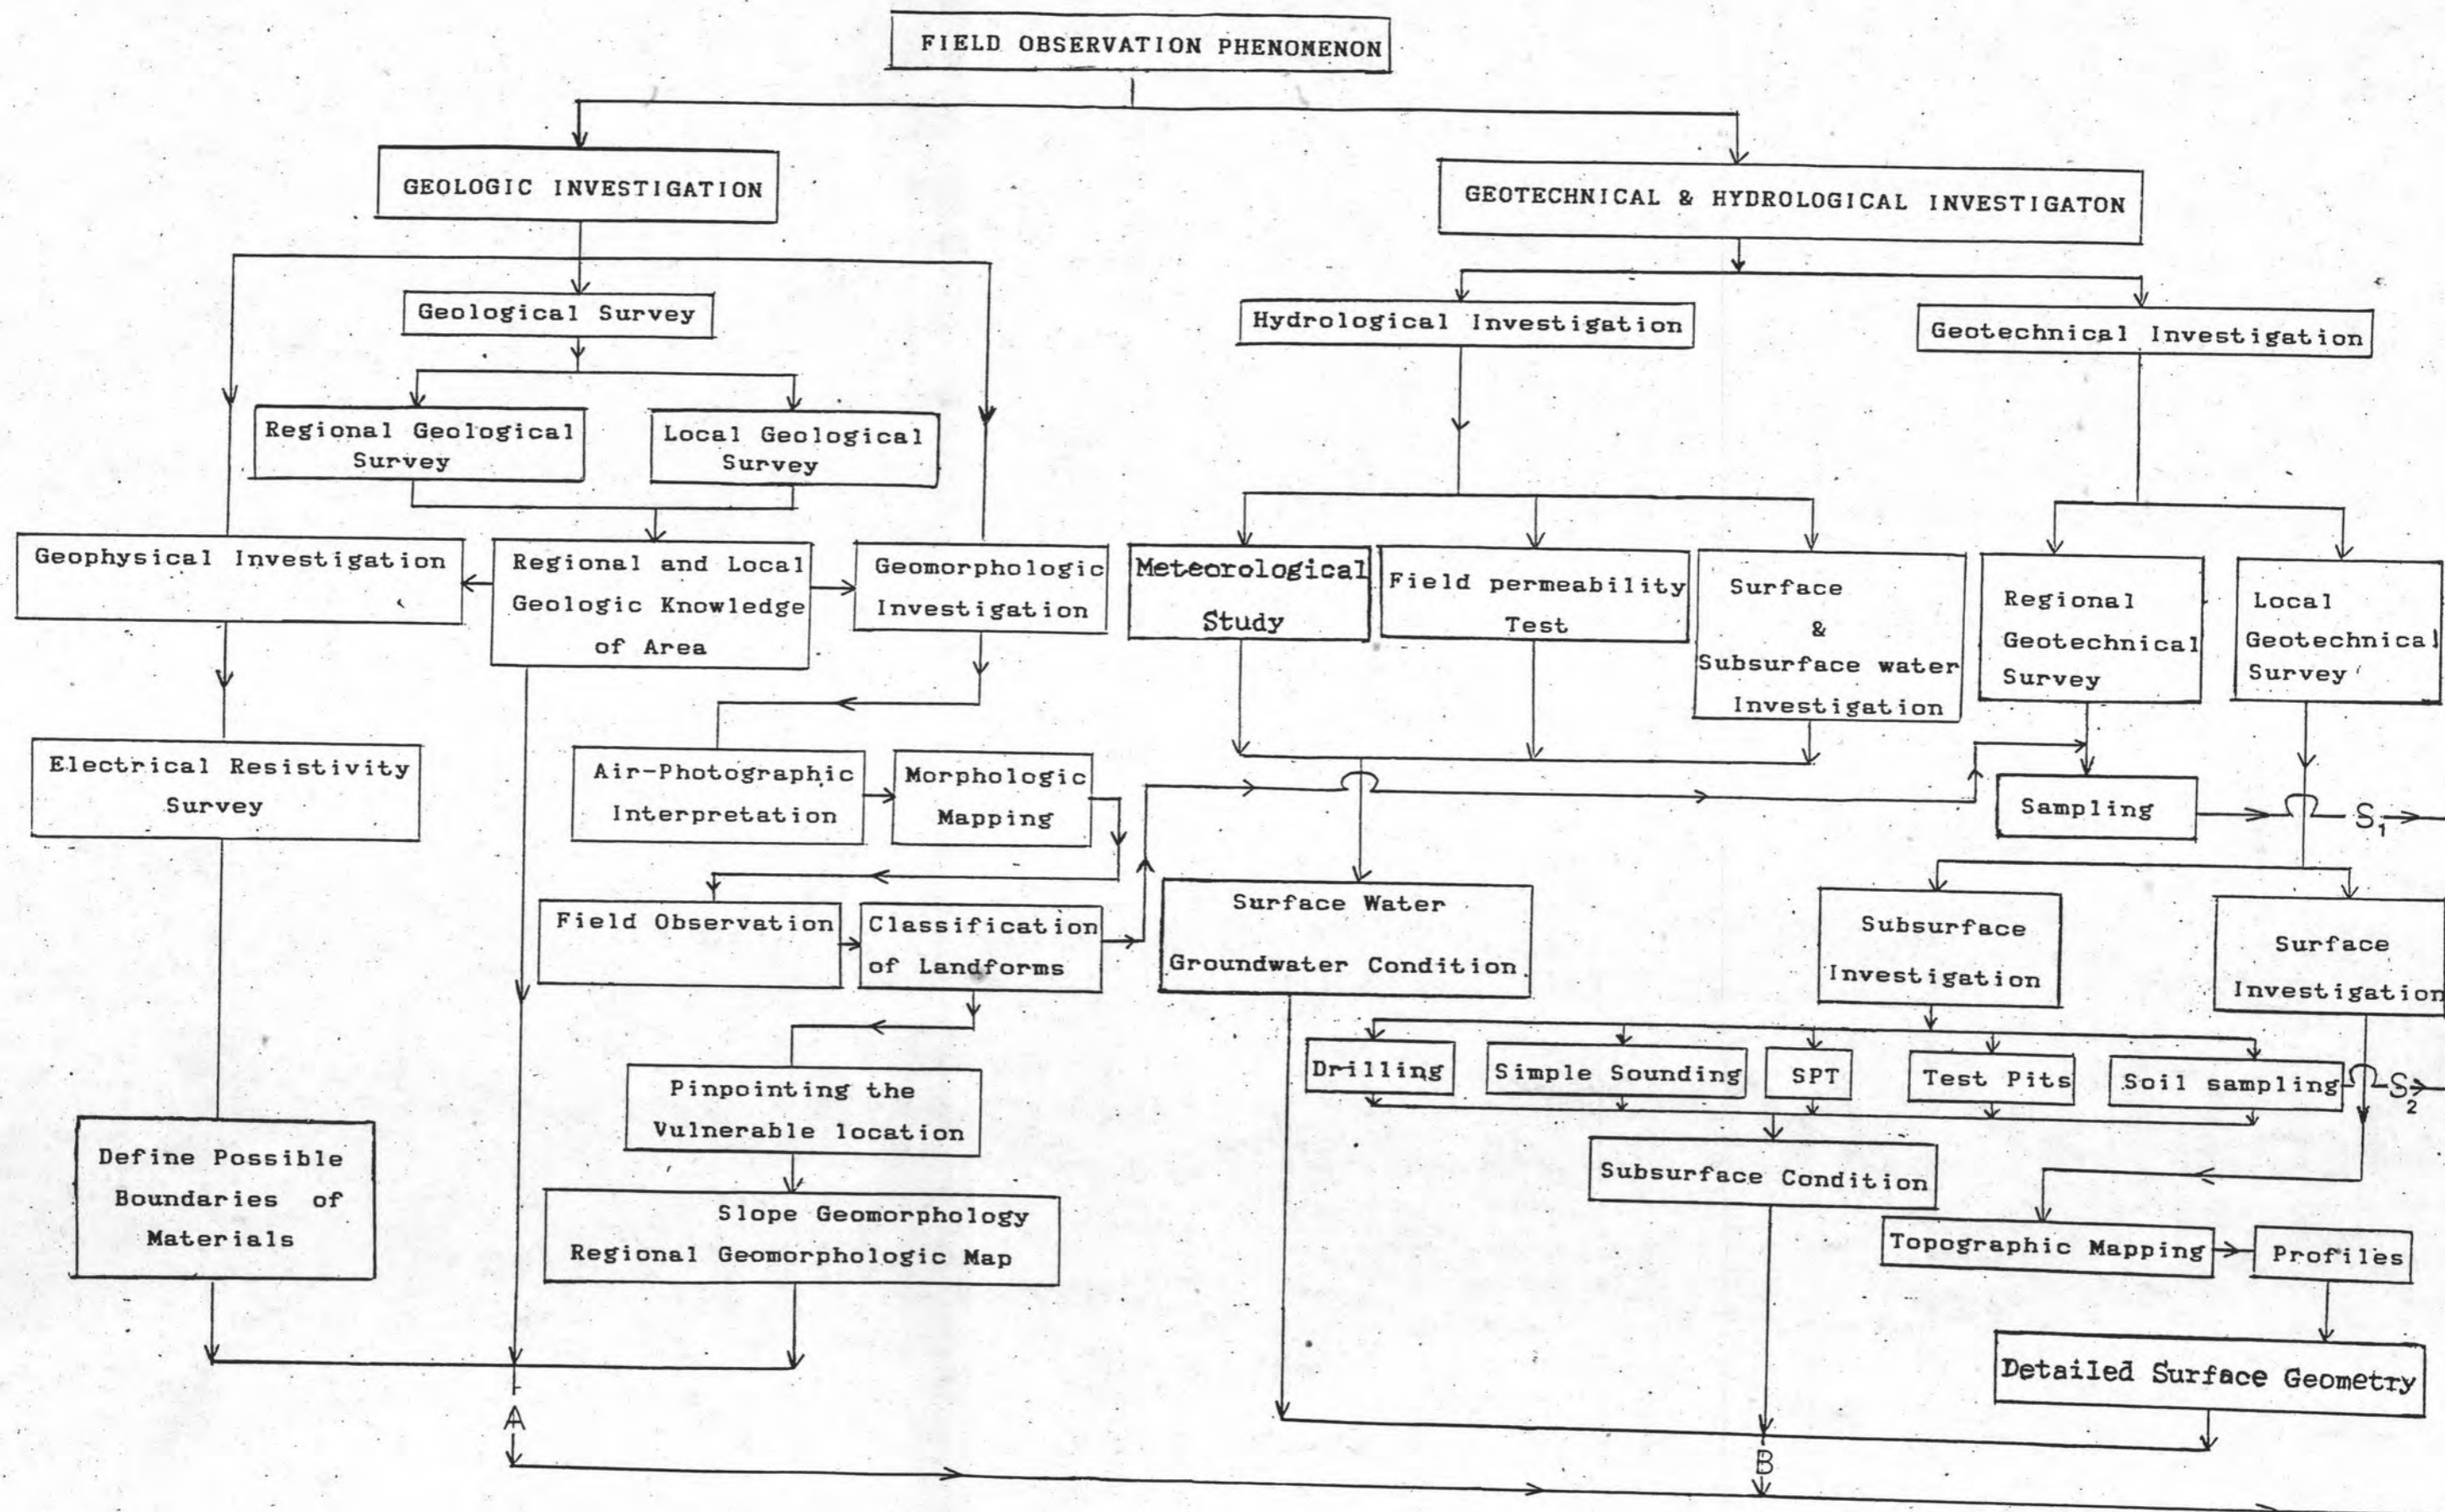 FIELD OBSERVATION PHENOMENON
GEOLOGIC INVESTIGATION
GEOTECHNICAL & HYDROLOGICAL INVESTIGATON
Geological Survey
Hydrological Investigation
Geotechnical Investigation
Regional Geological
Survey
Local Geological
Survey
Geophysical Investigation
Regional and Local
Geologic Knowledge
of Area
Geomorphologic
Investigation
Meteorological
Study
Field permeability
Test
Surface
&
Subsurface water
Investigation
Regional
Geotechnical
Survey
Local
Geotechnical
Survey
Electrical Resistivity
Survey
Air-Photographic
Interpretation
Morphologic
Mapping
Sampling
S1
Field Observation
Classification
of Landforms
Surface Water
Groundwater Condition.
Subsurface
Investigation
Surface
Investigation
Drilling
Simple Sounding
SPT
Test Pits
Soil sampling
S2
Pinpointing the
Vulnerable location
Define Possible
Boundaries of
Materials
Subsurface Condition
Slope Geomorphology
Regional Geomorphologic Map
Topographic Mapping
Profiles
Detailed Surface Geometry
A
B